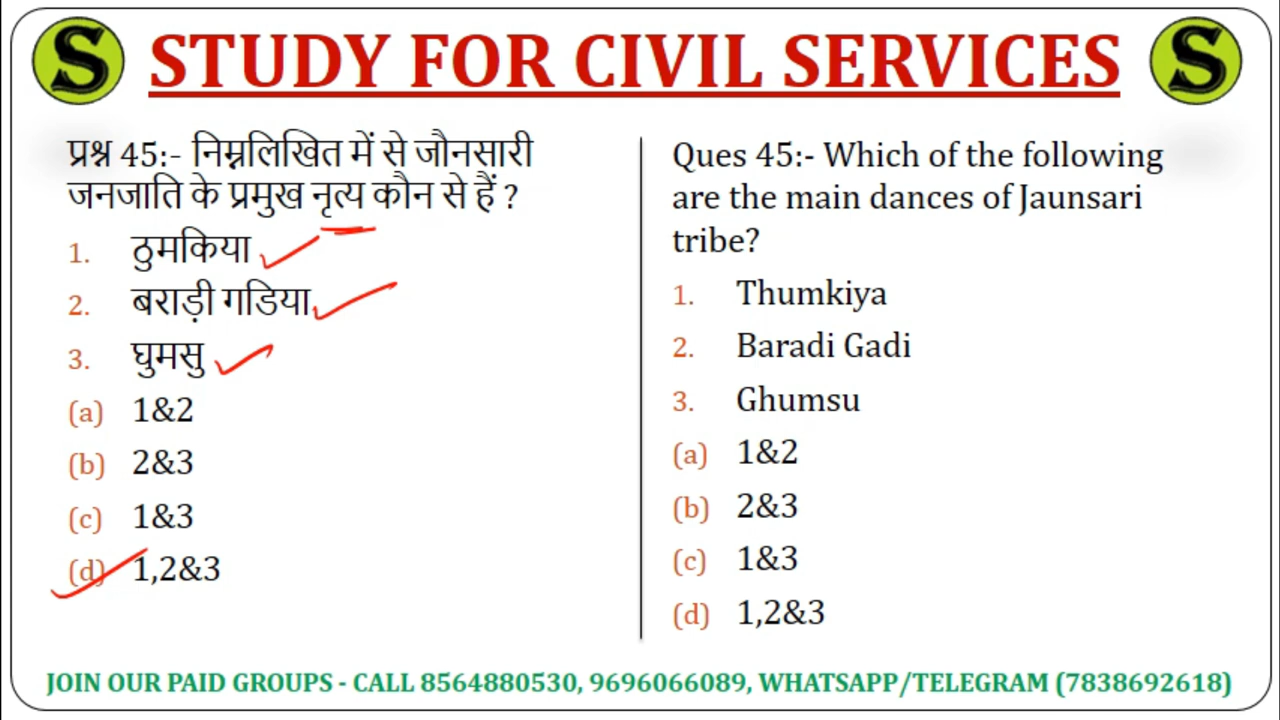 S STUDY FOR CIVIL SERVICES S
प्रश्न 45:- निम्नलिखित में से जौनसारी
जनजाति के प्रमुख नृत्य कौन से हैं ?
1. ठुमकिया
2. बराड़ी गडिया
3. घुमसु
(a) 1&2
(b) 2&3
(c) 1&3
(d) 1,2&3
Ques 45:- Which of the following
are the main dances of Jaunsari
tribe?
1. Thumkiya
2. Baradi Gadi
3. Ghumsu
(a) 1&2
(b) 2&3
(c) 1&3
(d) 1,2&3
JOIN OUR PAID GROUPS - CALL 8564880530, 9696066089, WHATSAPP/TELEGRAM (7838692618)